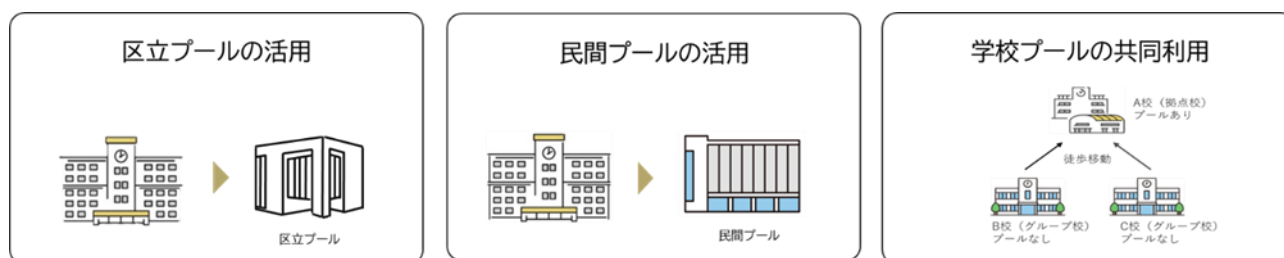 区立プールの活用
区立プール
民間プールの活用
民間プール
学校プールの共同利用
A校（拠点校）
プールあり
徒歩移動
B校（グループ校）
プールなし
C校（グループ校）
プールなし